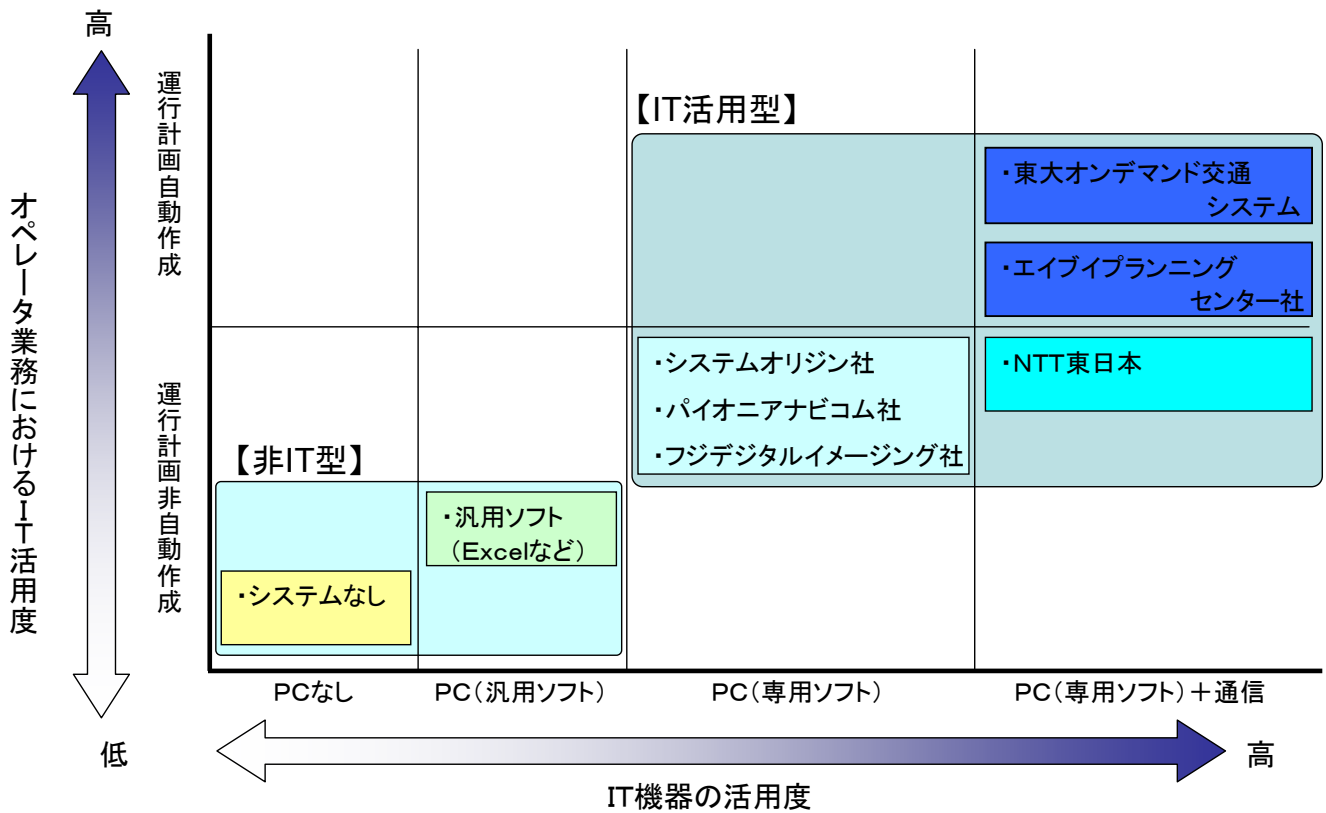 高
オペレータ業務におけるIT活用度
低
運行計画自動作成
運行計画非自動作成
【IT活用型】
・東大オンデマンド交通
システム
・エイブイプランニング
センター社
・システムオリジン社
・パイオニアナビコム社
・フジデジタルイメージング社
・NTT東日本
【非IT型】
・汎用ソフト
(Excelなど)
・システムなし
PCなし
PC(汎用ソフト)
PC(専用ソフト)
PC(専用ソフト)+通信
高
IT機器の活用度